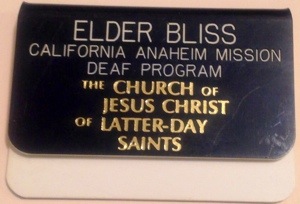 ELDER BLISS
CALIFORNIA ANAHEIM MISSION
DEAF PROGRAM
THE CHURCH OF
JESUS CHRIST
OF LATTER-DAY
SAINTS